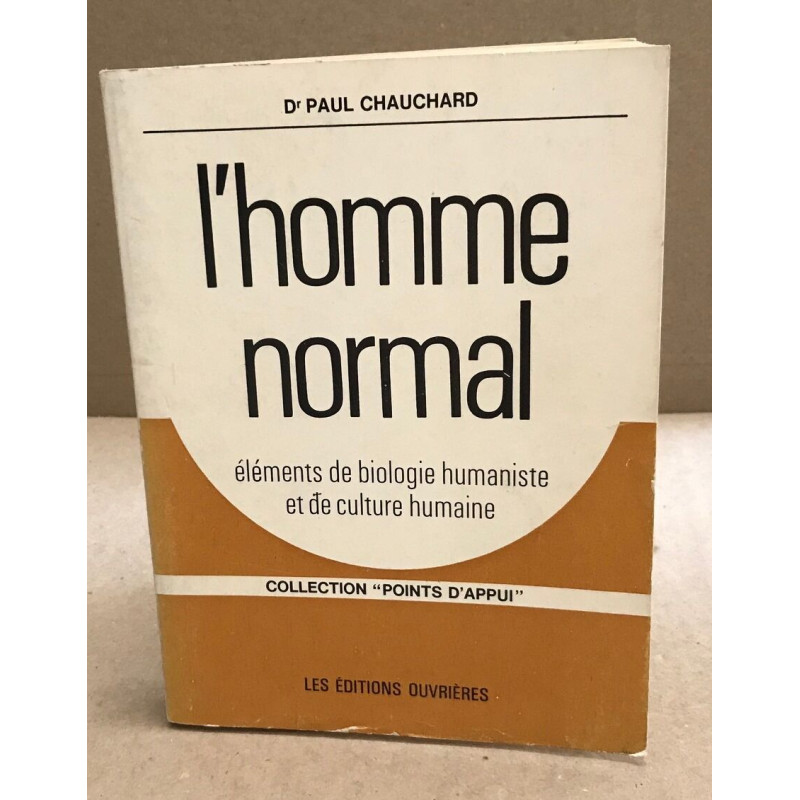 Dr PAUL CHAUCHARD
l'homme
normal
éléments de biologie humaniste
et de culture humaine
COLLECTION "POINTS D'APPUI"
LES ÉDITIONS OUVRIÈRES